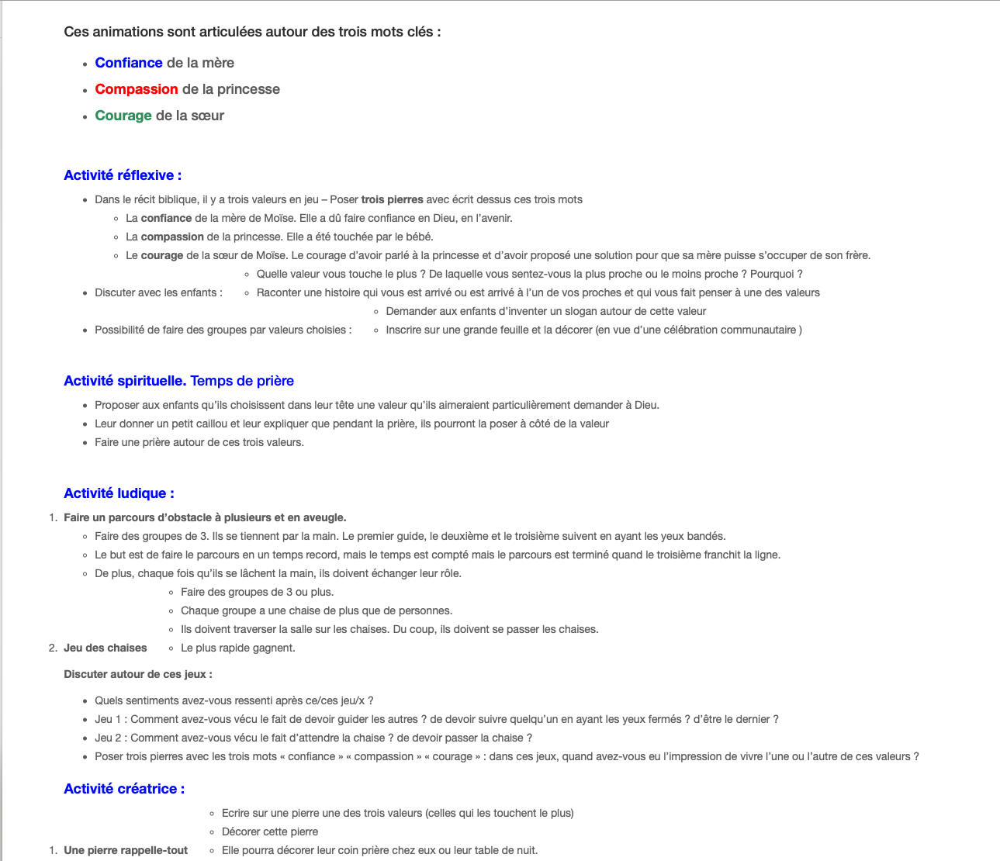 Ces animations sont articulées autour des trois mots clés :
• Confiance de la mère
• Compassion de la princesse
• Courage de la sœur
Activité réflexive :
• Dans le récit biblique, il y a trois valeurs en jeu – Poser trois pierres avec écrit dessus ces trois mots
◦ La confiance de la mère de Moïse. Elle a dû faire confiance en Dieu, en l’avenir.
◦ La compassion de la princesse. Elle a été touchée par le bébé.
◦ Le courage de la sœur de Moïse. Le courage d’avoir parlé à la princesse et d’avoir proposé une solution pour que sa mère puisse s’occuper de son frère.
◦ Quelle valeur vous touche le plus ? De laquelle vous sentez-vous la plus proche ou le moins proche ? Pourquoi ?
• Discuter avec les enfants : ◦ Raconter une histoire qui vous est arrivé ou est arrivé à l’un de vos proches et qui vous fait penser à une des valeurs
◦ Demander aux enfants d’inventer un slogan autour de cette valeur
• Possibilité de faire des groupes par valeurs choisies : ◦ Inscrire sur une grande feuille et la décorer (en vue d’une célébration communautaire )
Activité spirituelle. Temps de prière
• Proposer aux enfants qu’ils choisissent dans leur tête une valeur qu’ils aimeraient particulièrement demander à Dieu.
• Leur donner un petit caillou et leur expliquer que pendant la prière, ils pourront la poser à côté de la valeur
• Faire une prière autour de ces trois valeurs.
Activité ludique :
1. Faire un parcours d’obstacle à plusieurs et en aveugle.
◦ Faire des groupes de 3. Ils se tiennent par la main. Le premier guide, le deuxième et le troisième suivent en ayant les yeux bandés.
◦ Le but est de faire le parcours en un temps record, mais le temps est compté mais le parcours est terminé quand le troisième franchit la ligne.
◦ De plus, chaque fois qu’ils se lâchent la main, ils doivent échanger leur rôle.
◦ Faire des groupes de 3 ou plus.
◦ Chaque groupe a une chaise de plus que de personnes.
◦ Ils doivent traverser la salle sur les chaises. Du coup, ils doivent se passer les chaises.
2. Jeu des chaises ◦ Le plus rapide gagnent.
Discuter autour de ces jeux :
• Quels sentiments avez-vous ressenti après ce/ces jeu/x ?
• Jeu 1 : Comment avez-vous vécu le fait de devoir guider les autres ? de devoir suivre quelqu’un en ayant les yeux fermés ? d’être le dernier ?
• Jeu 2 : Comment avez-vous vécu le fait d’attendre la chaise ? de devoir passer la chaise ?
• Poser trois pierres avec les trois mots « confiance » « compassion » « courage » : dans ces jeux, quand avez-vous eu l’impression de vivre l’une ou l’autre de ces valeurs ?
Activité créatrice :
◦ Ecrire sur une pierre une des trois valeurs (celles qui les touchent le plus)
◦ Décorer cette pierre
1. Une pierre rappelle-tout ◦ Elle pourra décorer leur coin prière chez eux ou leur table de nuit.